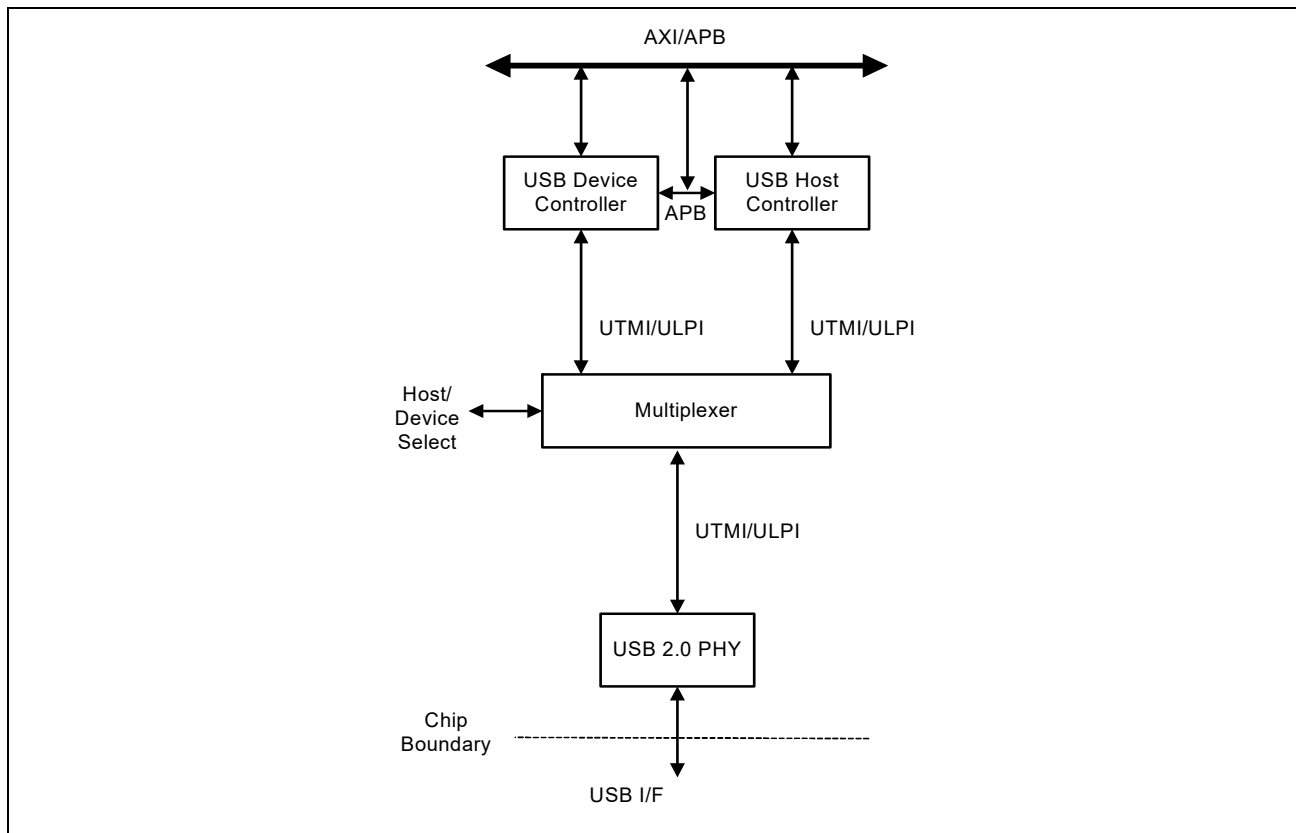 AXI/APB
USB Device
Controller
USB Host
Controller
APB
UTMI/ULPI
UTMI/ULPI
Host/
Device
Select
Multiplexer
UTMI/ULPI
USB 2.0 PHY
Chip
Boundary
USB I/F